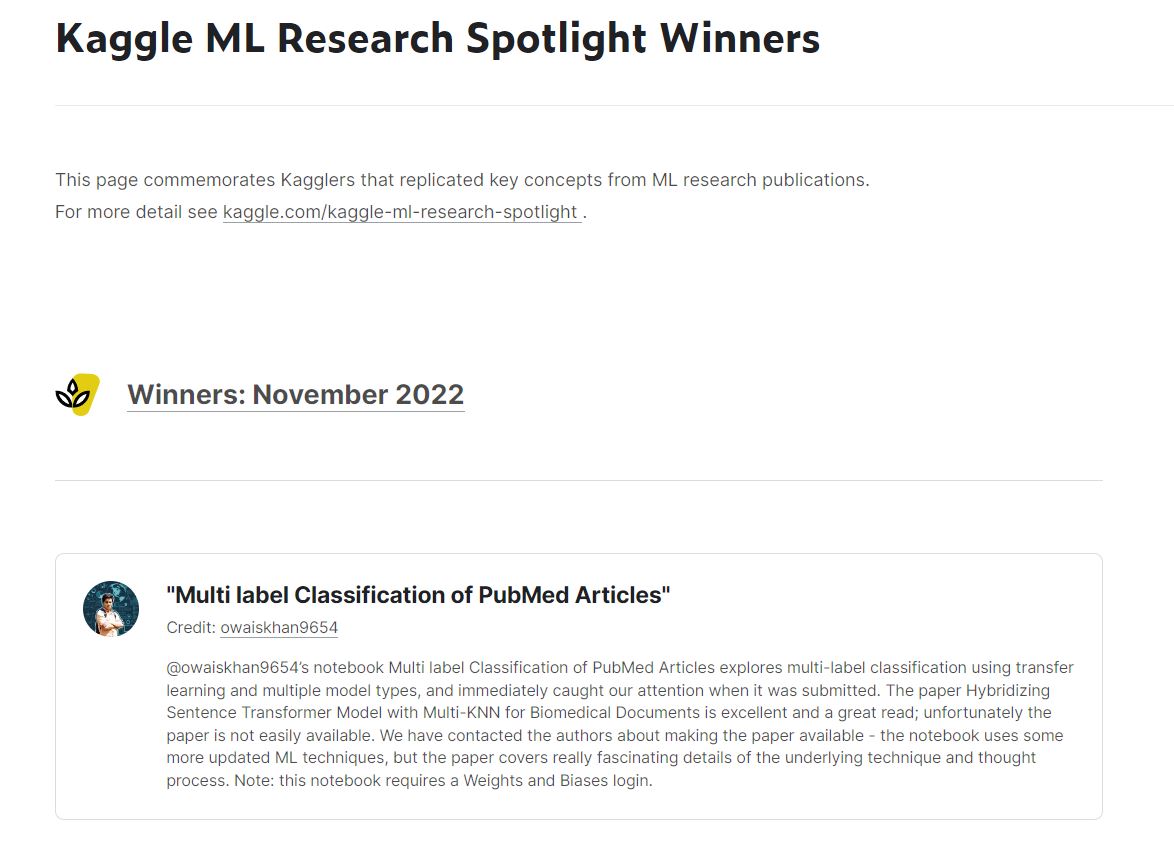 Kaggle ML Research Spotlight Winners
This page commemorates Kagglers that replicated key concepts from ML research publications.
For more detail see kaggle.com/kaggle-ml-research-spotlight .
Winners: November 2022
"Multi label Classification of PubMed Articles"
Credit: owaiskhan9654
@owaiskhan9654’s notebook Multi label Classification of PubMed Articles explores multi-label classification using transfer
learning and multiple model types, and immediately caught our attention when it was submitted. The paper Hybridizing
Sentence Transformer Model with Multi-KNN for Biomedical Documents is excellent and a great read; unfortunately the
paper is not easily available. We have contacted the authors about making the paper available - the notebook uses some
more updated ML techniques, but the paper covers really fascinating details of the underlying technique and thought
process. Note: this notebook requires a Weights and Biases login.